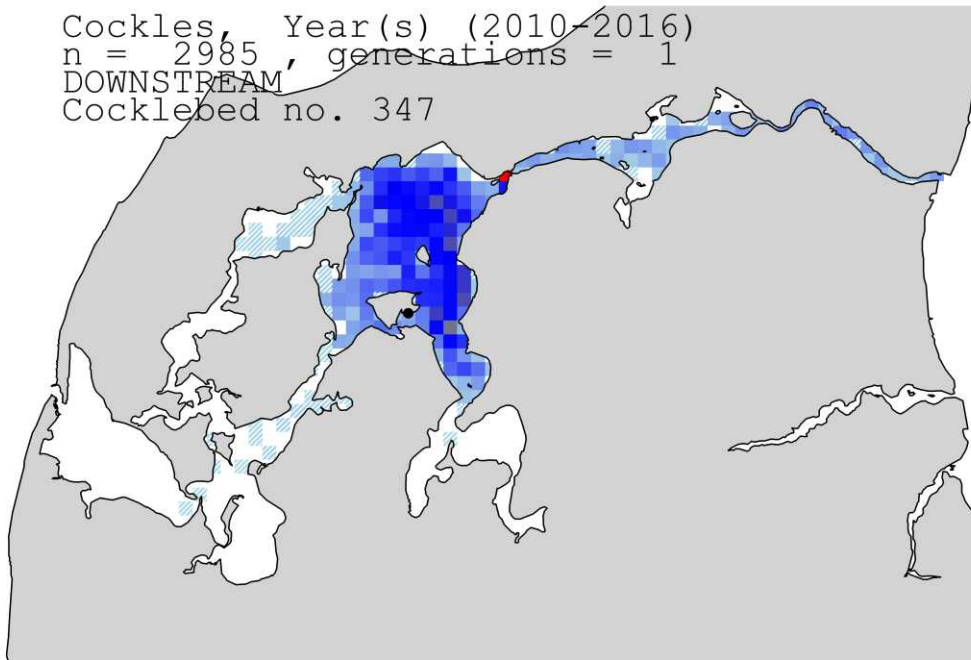 Cockles, Year(s) (2010-2016)
n = 2985 , generations = 1
DOWNSTREAM
Cocklebed no. 347